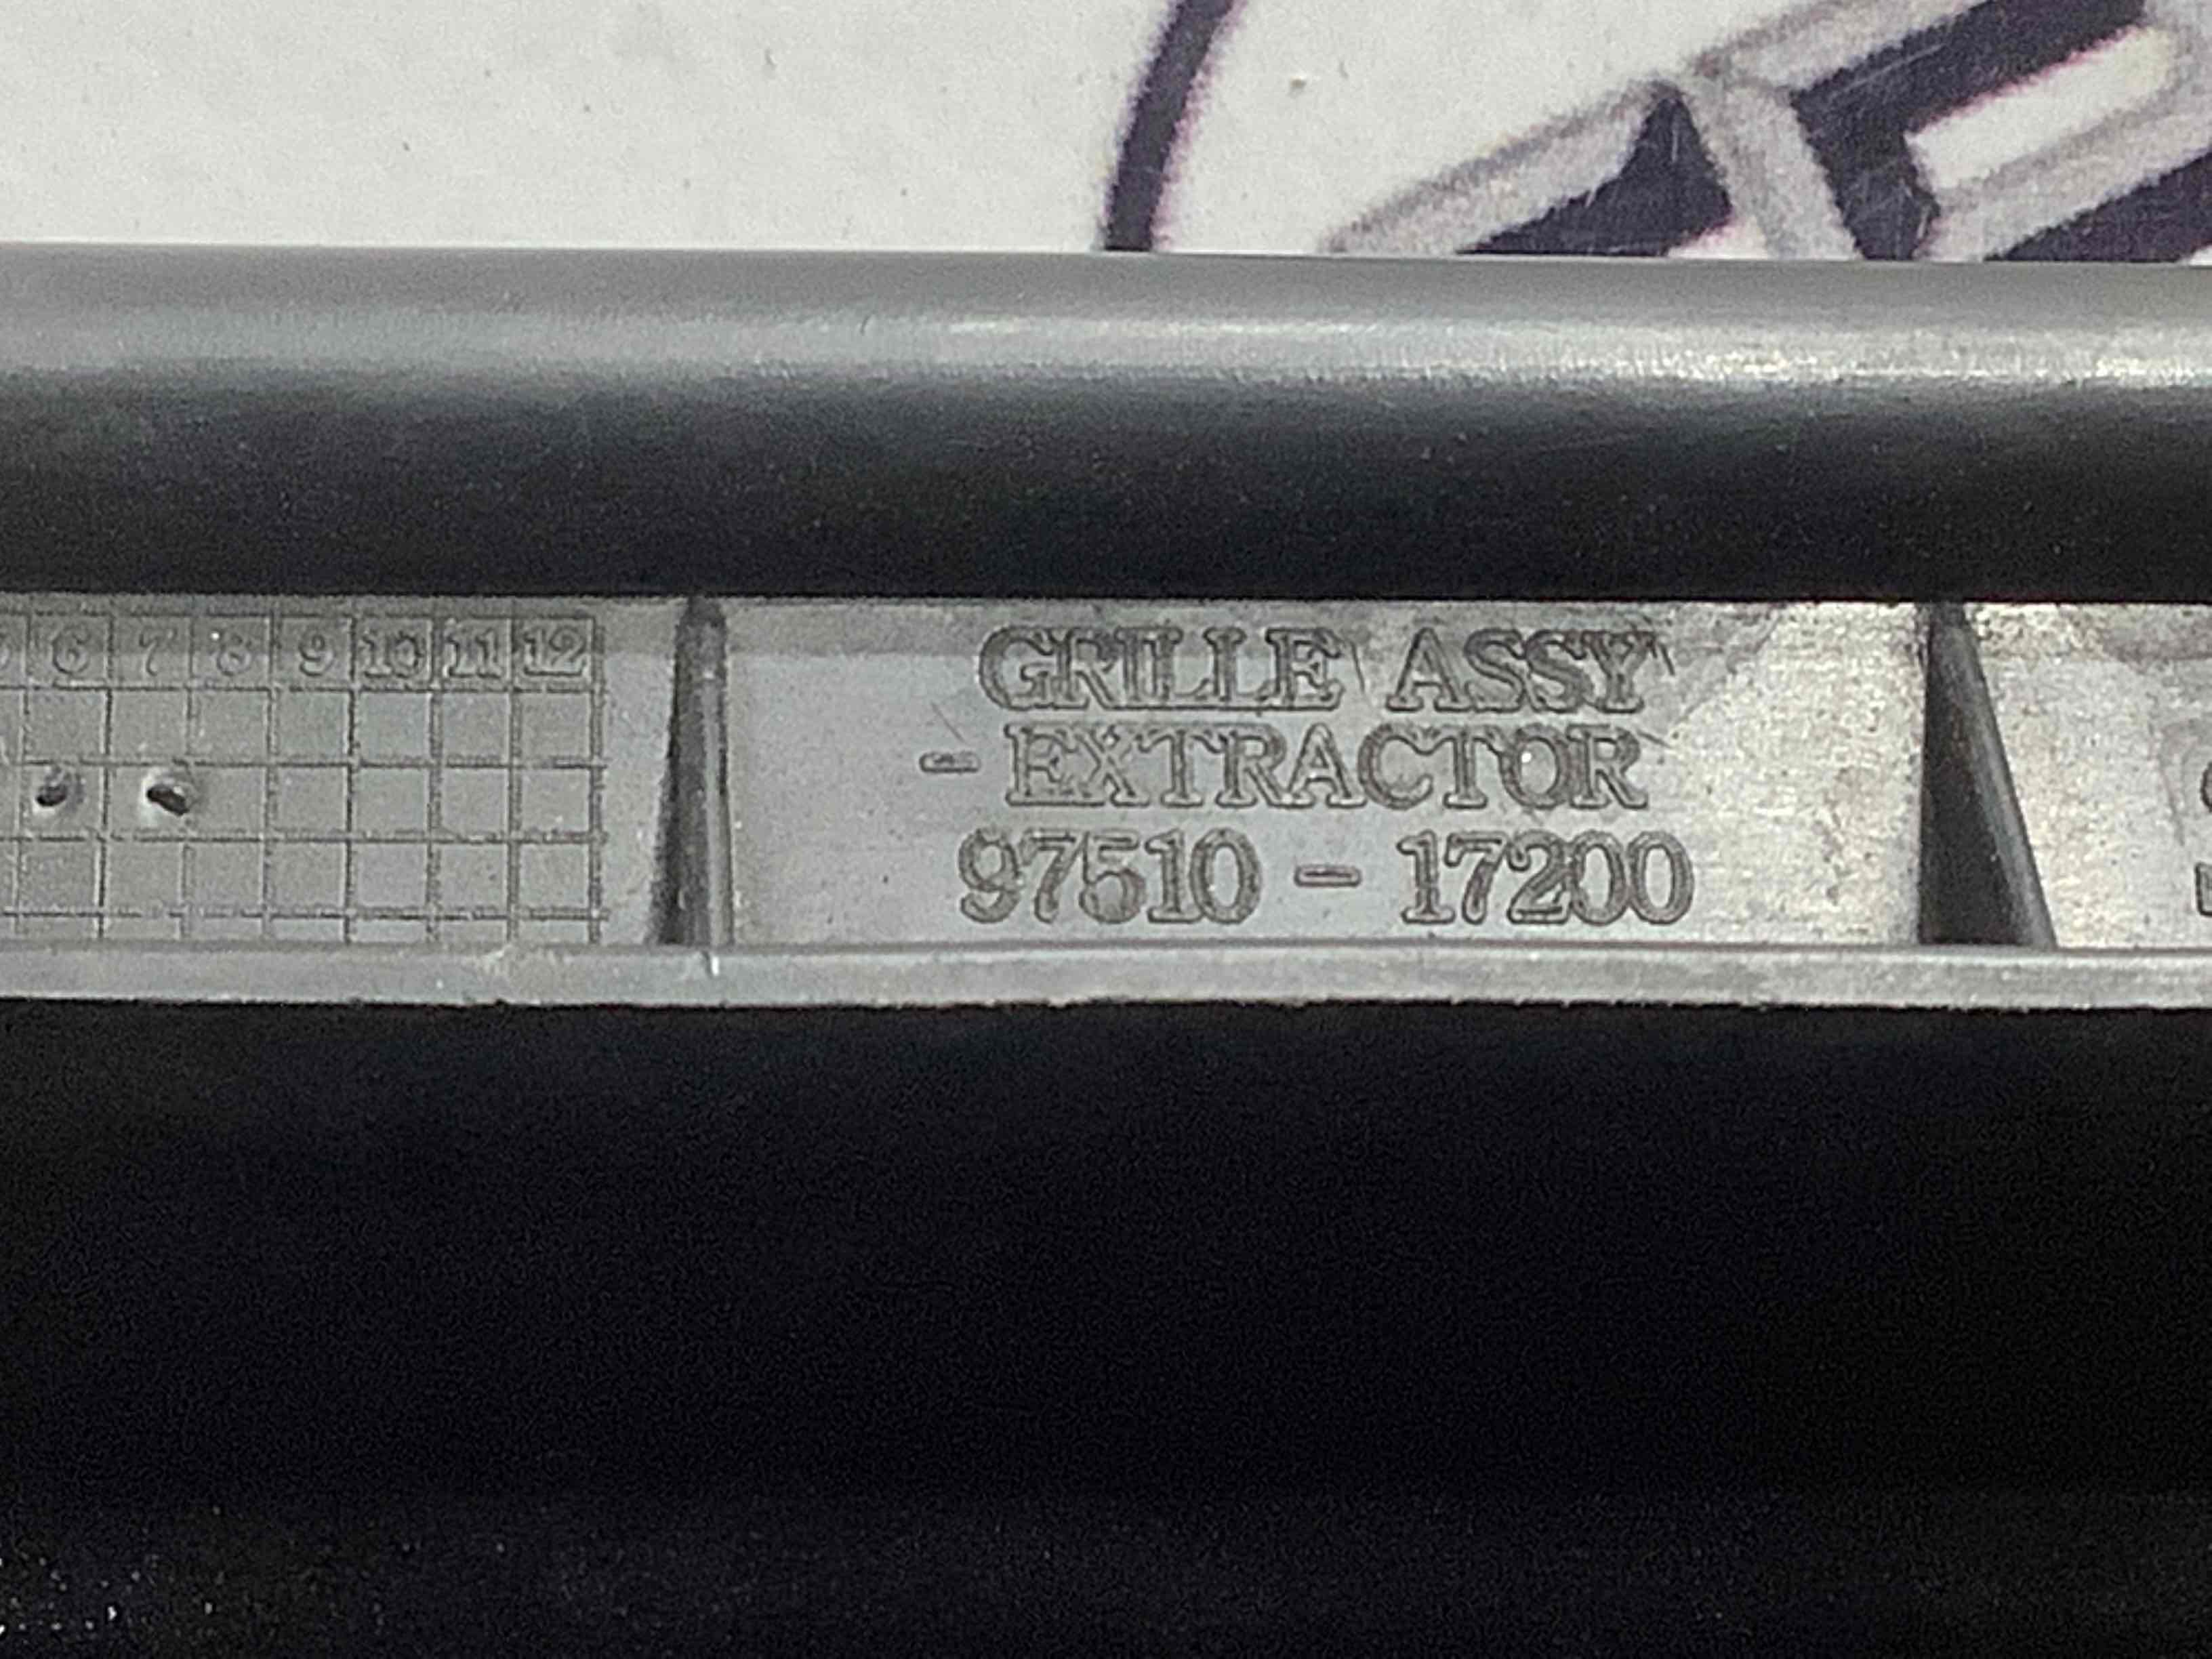 6 7 8 9 10 11 12
GRILLE ASSY
- EXTRACTOR
97510 - 17200